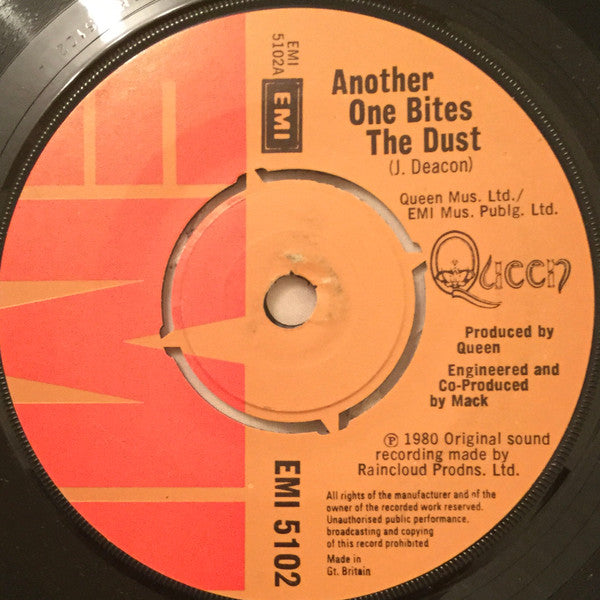 EMI
5102A
EMI
Another
One Bites
The Dust
(J. Deacon)
Queen Mus. Ltd./
EMI Mus. Publg. Ltd.
Queen
Produced by
Queen
Engineered and
Co-Produced
by Mack
℗ 1980 Original sound
recording made by
Raincloud Prodns. Ltd.
EMI 5102
All rights of the manufacturer and of the
owner of the recorded work reserved.
Unauthorised public performance,
broadcasting and copying
of this record prohibited
Made in
Gt. Britain
EMI